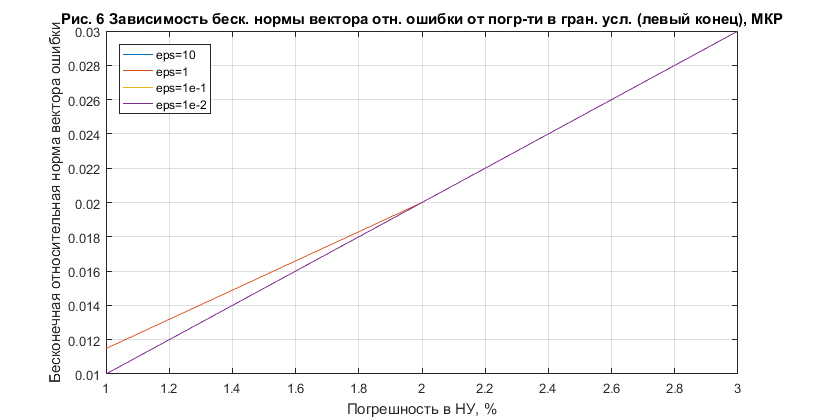 Рис. 6 Зависимость беск. нормы вектора отн. ошибки от погр-ти в гран. усл. (левый конец), МКР
Бесконечная относительная норма вектора ошибки
0.03
0.028
0.026
0.024
0.022
0.02
0.018
0.016
0.014
0.012
0.01
eps=10
eps=1
eps=1e-1
eps=1e-2
1 1.2 1.4 1.6 1.8 2 2.2 2.4 2.6 2.8 3
Погрешность в НУ, %